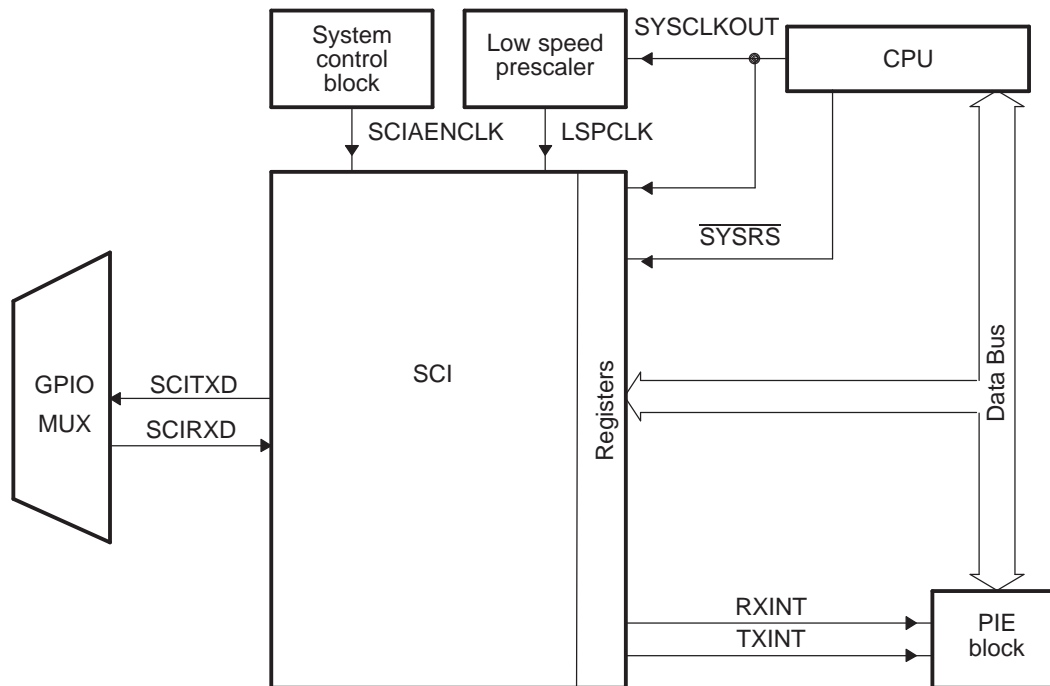 System
control
block
Low speed
prescaler
SYSCLKOUT
CPU
SCIAENCLK
LSPCLK
SYSRS
GPIO
MUX
SCITXD
SCIRXD
SCI
Registers
Data Bus
RXINT
TXINT
PIE
block